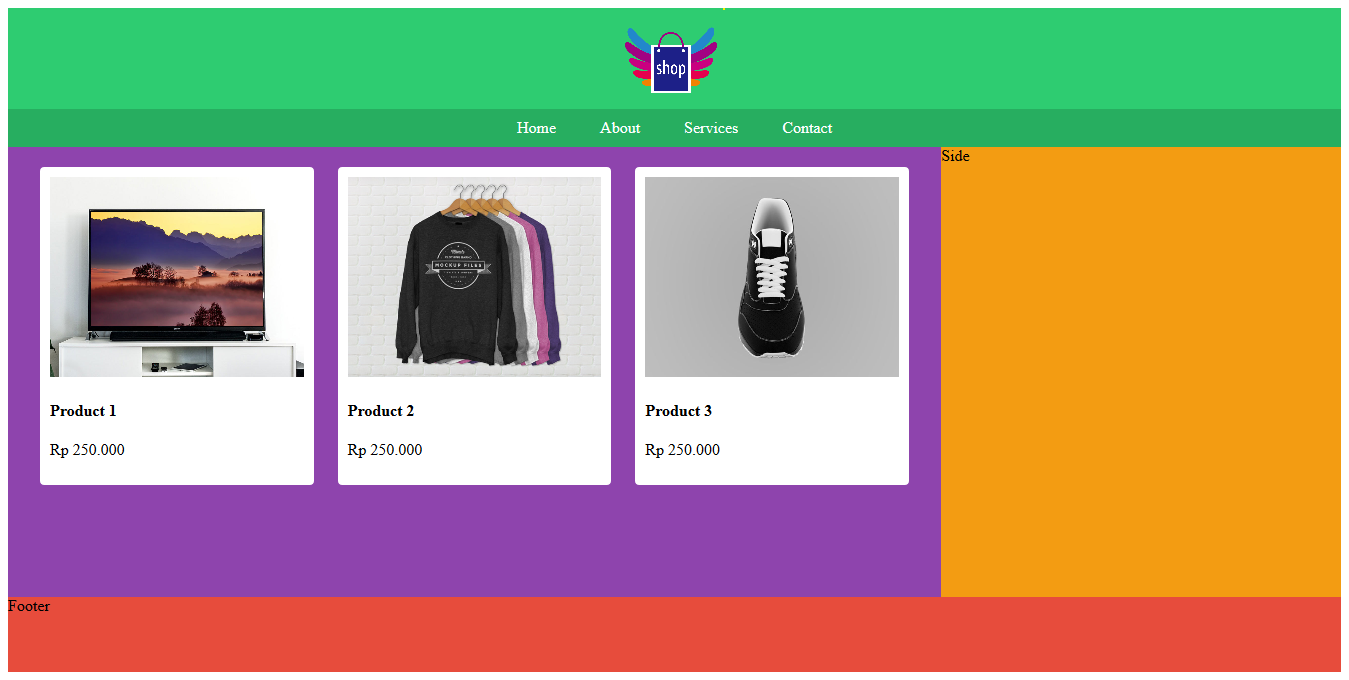 shop
Home About Services Contact
Side
MOCKUP FILES
Product 1 Product 2 Product 3
Rp 250.000 Rp 250.000 Rp 250.000
Footer